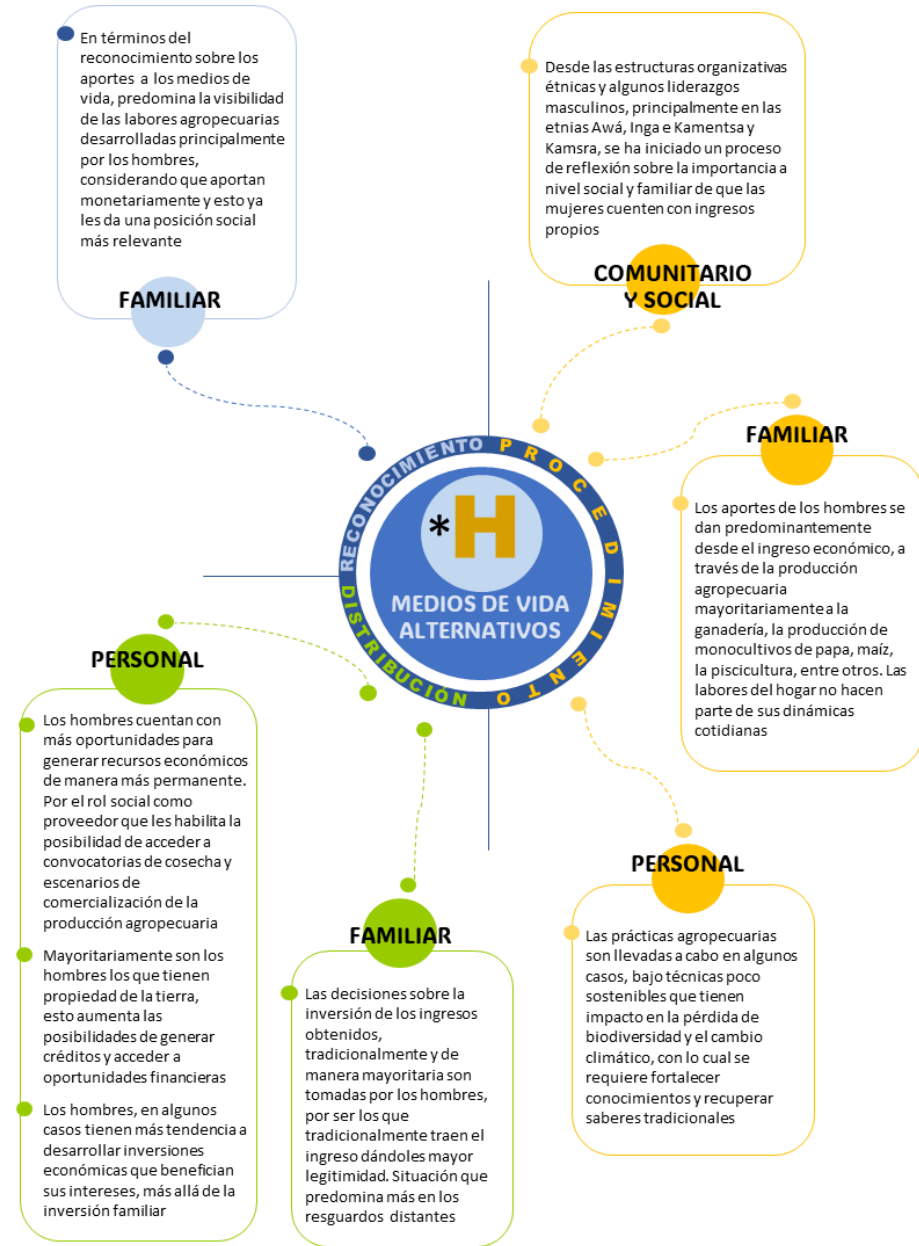 En términos del
reconocimiento sobre los
aportes a los medios de
vida, predomina la visibilidad
de las labores agropecuarias
desarrolladas principalmente
por los hombres,
considerando que aportan
monetariamente y esto ya
les da una posición social
más relevante
FAMILIAR
Desde las estructuras organizativas
étnicas y algunos liderazgos
masculinos, principalmente en las
etnias Awá, Inga e Kamentsa y
Kamsra, se ha iniciado un proceso
de reflexión sobre la importancia a
nivel social y familiar de que las
mujeres cuenten con ingresos
propios
COMUNITARIO
Y SOCIAL
FAMILIAR
Los aportes de los hombres se
dan predominantemente
desde el ingreso económico, a
través de la producción
agropecuaria
mayoritariamente a la
ganadería, la producción de
monocultivos de papa, maíz,
la piscicultura, entre otros. Las
labores del hogar no hacen
parte de sus dinámicas
cotidianas
RECONOCIMIENTO
PROCEDIMIENTO
DISTRIBUCIÓN
*H
MEDIOS DE VIDA
ALTERNATIVOS
PERSONAL
Los hombres cuentan con
más oportunidades para
generar recursos económicos
de manera más permanente.
Por el rol social como
proveedor que les habilita la
posibilidad de acceder a
convocatorias de cosecha y
escenarios de
comercialización de la
producción agropecuaria
Mayoritariamente son los
hombres los que tienen
propiedad de la tierra,
esto aumenta las
posibilidades de generar
créditos y acceder a
oportunidades financieras
Los hombres, en algunos
casos tienen más tendencia a
desarrollar inversiones
económicas que benefician
sus intereses, más allá de la
inversión familiar
FAMILIAR
Las decisiones sobre la
inversión de los ingresos
obtenidos,
tradicionalmente y de
manera mayoritaria son
tomadas por los hombres,
por ser los que
tradicionalmente traen el
ingreso dándoles mayor
legitimidad. Situación que
predomina más en los
resguardos distantes
PERSONAL
Las prácticas agropecuarias
son llevadas a cabo en algunos
casos, bajo técnicas poco
sostenibles que tienen
impacto en la pérdida de
biodiversidad y el cambio
climático, con lo cual se
requiere fortalecer
conocimientos y recuperar
saberes tradicionales